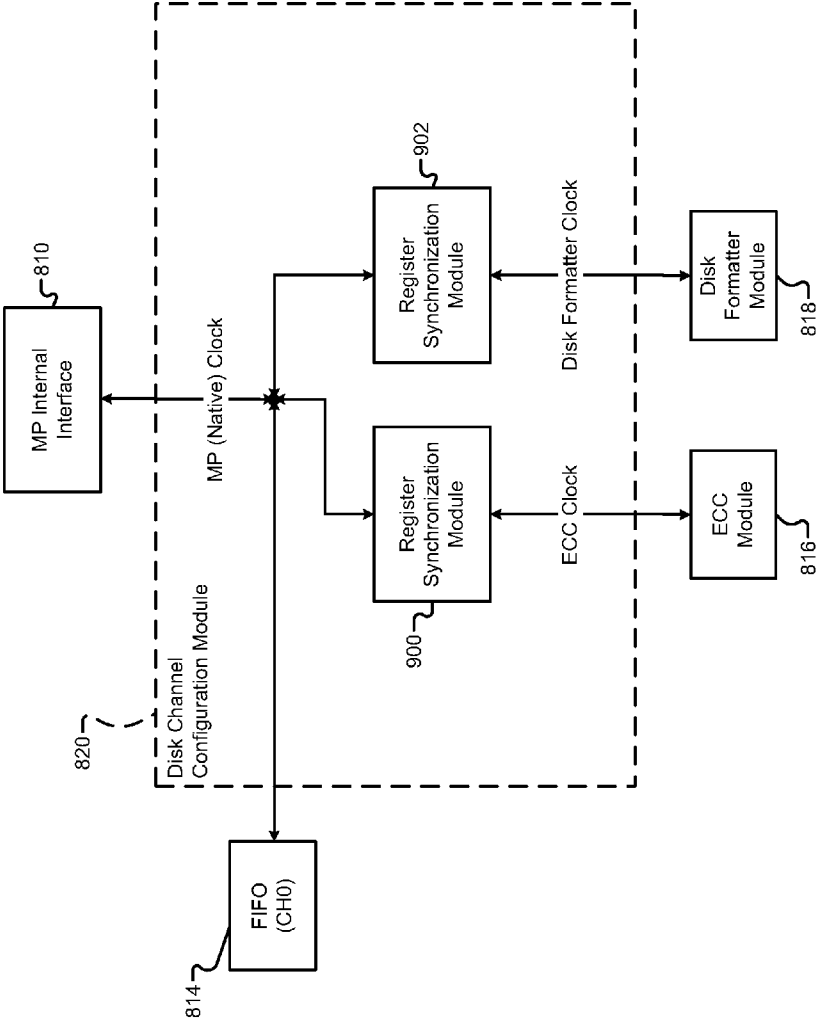 810
MP Internal
Interface
MP (Native) Clock
902
Register
Synchronization
Module
Disk Formatter Clock
Disk
Formatter
Module
818
Register
Synchronization
Module
900
ECC Clock
ECC
Module
816
820
Disk Channel
Configuration Module
FIFO
(CH0)
814